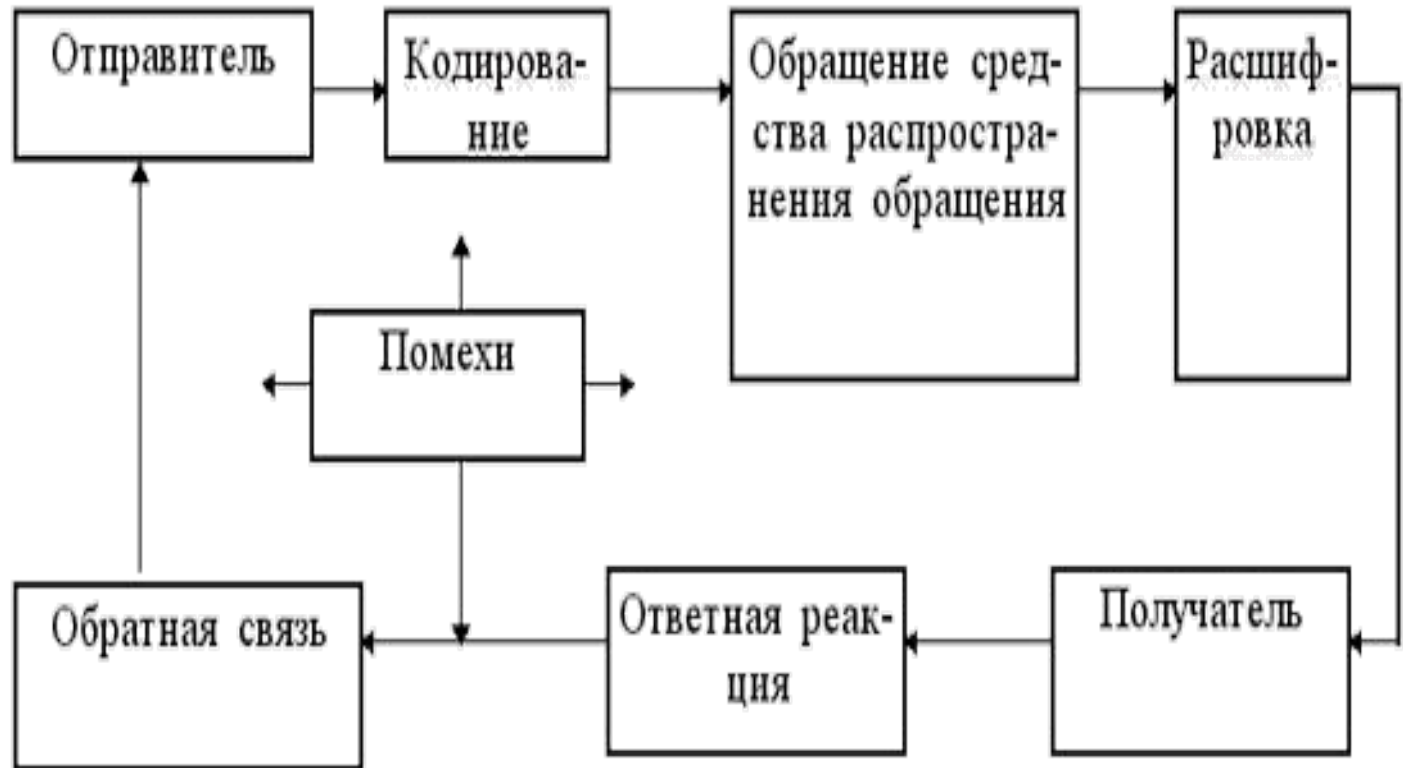 Отправитель
Кодирова-
ние
Обращение сред-
ства распростра-
нения обращения
Расшиф-
ровка
Помехи
Обратная связь
Ответная реак-
ция
Получатель